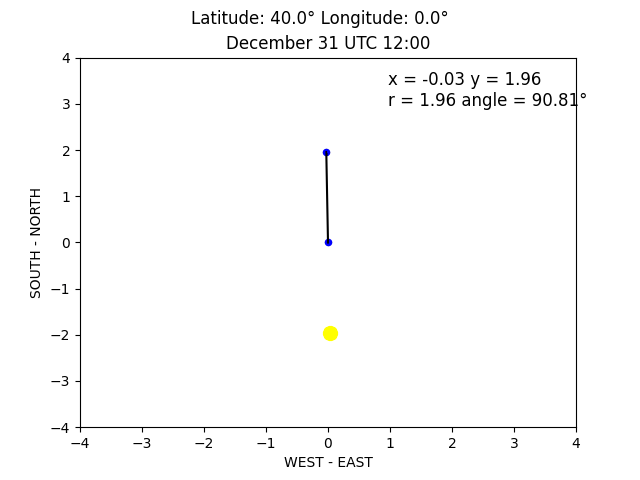 Latitude: 40.0° Longitude: 0.0°
December 31 UTC 12:00
x = -0.03 y = 1.96
r = 1.96 angle = 90.81°
4
3
2
1
0
−1
−2
−3
−4
SOUTH - NORTH
−4 −3 −2 −1 0 1 2 3 4
WEST - EAST